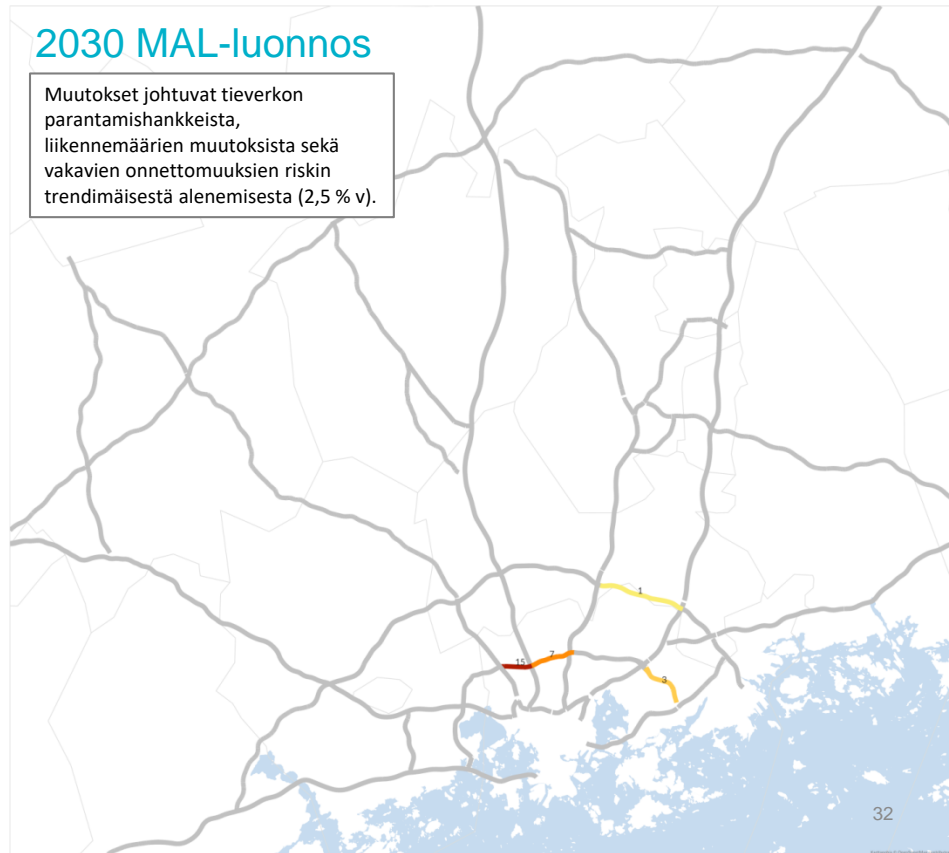 2030 MAL-luonnos
Muutokset johtuvat tieverkon
parantamishankkeista,
liikennemäärien muutoksista sekä
vakavien onnettomuuksien riskin
trendimäisestä alenemisesta (2,5 % v).
1
7
15
3
32